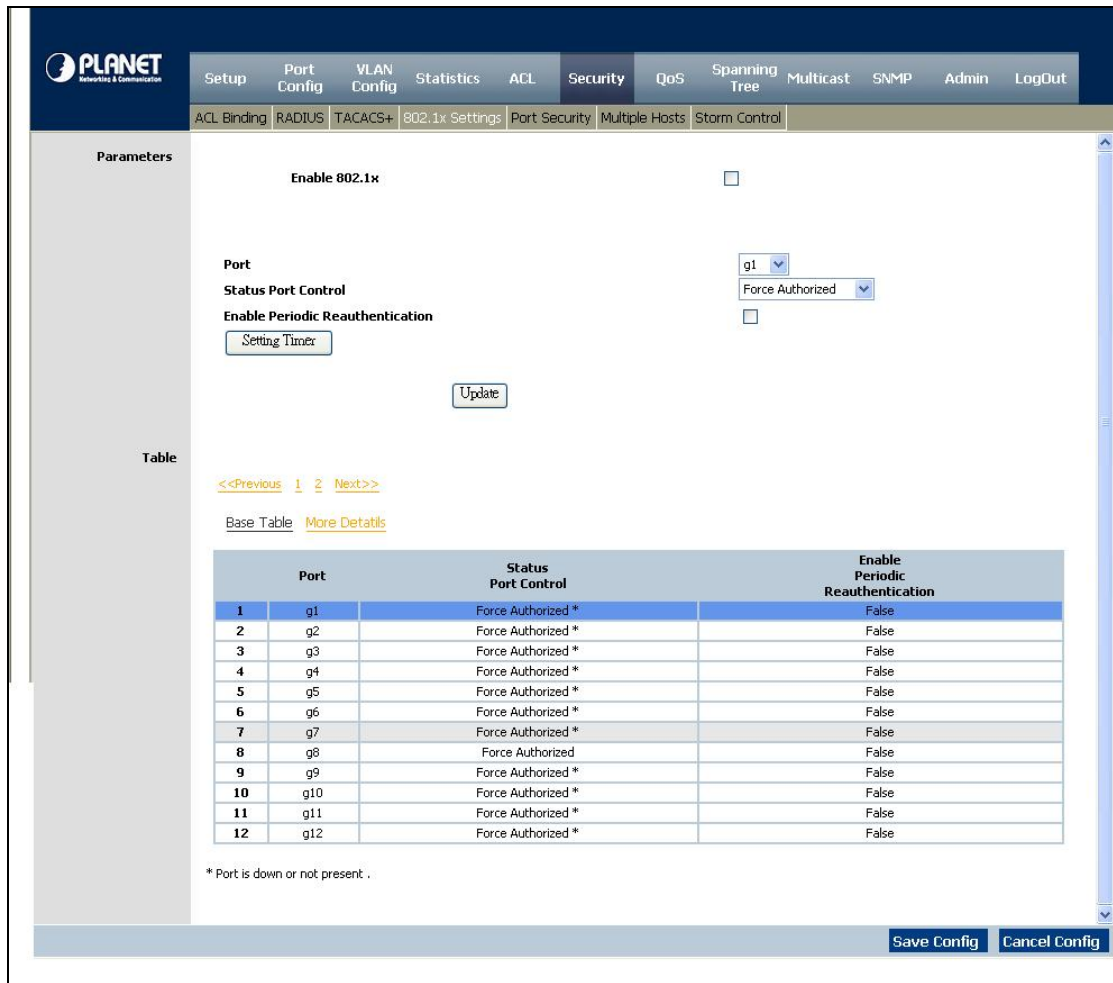 PLANET
Networking & Communication
Setup Port Config VLAN Config Statistics ACL Security QoS Spanning Tree Multicast SNMP Admin LogOut
ACL Binding RADIUS TACACS+ 802.1x Settings Port Security Multiple Hosts Storm Control
Parameters
Enable 802.1x
Port g1
Status Port Control Force Authorized
Enable Periodic Reauthentication
Setting Timer
Update
Table
<<Previous 1 2 Next>>
Base Table More Detatils
Port Status Port Control Enable Periodic Reauthentication
1 g1 Force Authorized * False
2 g2 Force Authorized * False
3 g3 Force Authorized * False
4 g4 Force Authorized * False
5 g5 Force Authorized * False
6 g6 Force Authorized * False
7 g7 Force Authorized * False
8 g8 Force Authorized False
9 g9 Force Authorized * False
10 g10 Force Authorized * False
11 g11 Force Authorized * False
12 g12 Force Authorized * False
* Port is down or not present .
Save Config Cancel Config